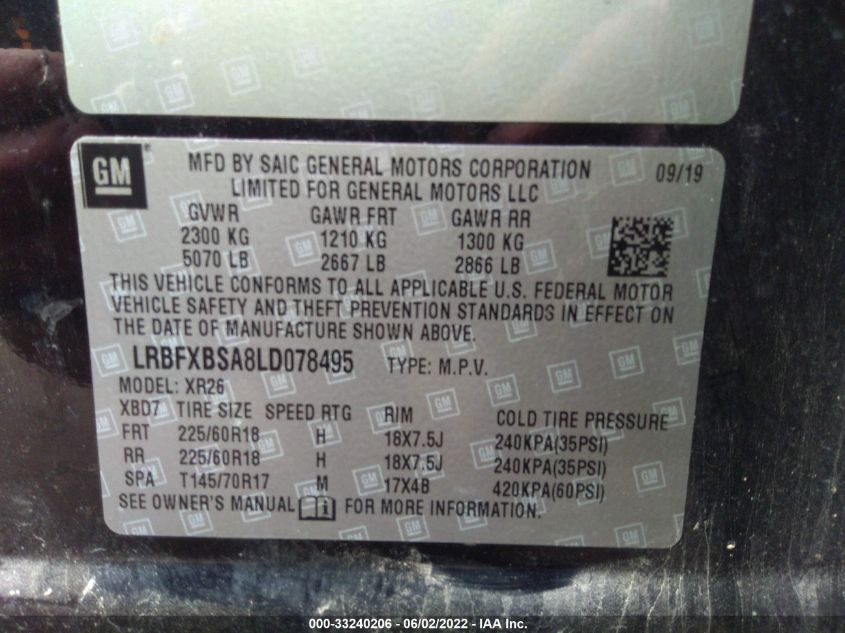 GM
MFD BY SAIC GENERAL MOTORS CORPORATION 09/19
LIMITED FOR GENERAL MOTORS LLC
GVWR GAWR FRT GAWR RR
2300 KG 1210 KG 1300 KG
5070 LB 2667 LB 2866 LB
THIS VEHICLE CONFORMS TO ALL APPLICABLE U.S. FEDERAL MOTOR
VEHICLE SAFETY AND THEFT PREVENTION STANDARDS IN EFFECT ON
THE DATE OF MANUFACTURE SHOWN ABOVE.
LRBFXBSA8LD078495 TYPE: M.P.V.
MODEL: XR26
XBD7 TIRE SIZE SPEED RTG RIM COLD TIRE PRESSURE
FRT 225/60R18 H 18X7.5J 240KPA(35PSI)
RR 225/60R18 H 18X7.5J 240KPA(35PSI)
SPA T145/70R17 M 17X4B 420KPA(60PSI)
SEE OWNER'S MANUAL FOR MORE INFORMATION.
000-33240206 - 06/02/2022 - IAA Inc.